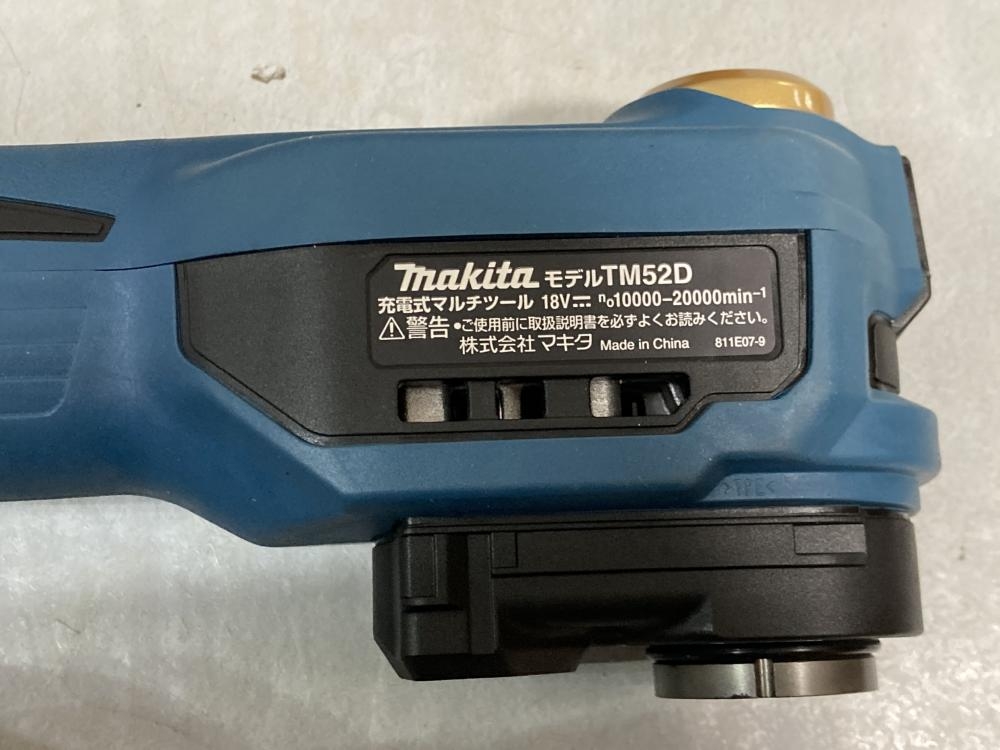 makita モデルTM52D
充電式マルチツール 18V⎓ n₀10000-20000min⁻¹
⚠警告 •ご使用前に取扱説明書を必ずよくお読みください。
株式会社マキタ Made in China 811E07-9